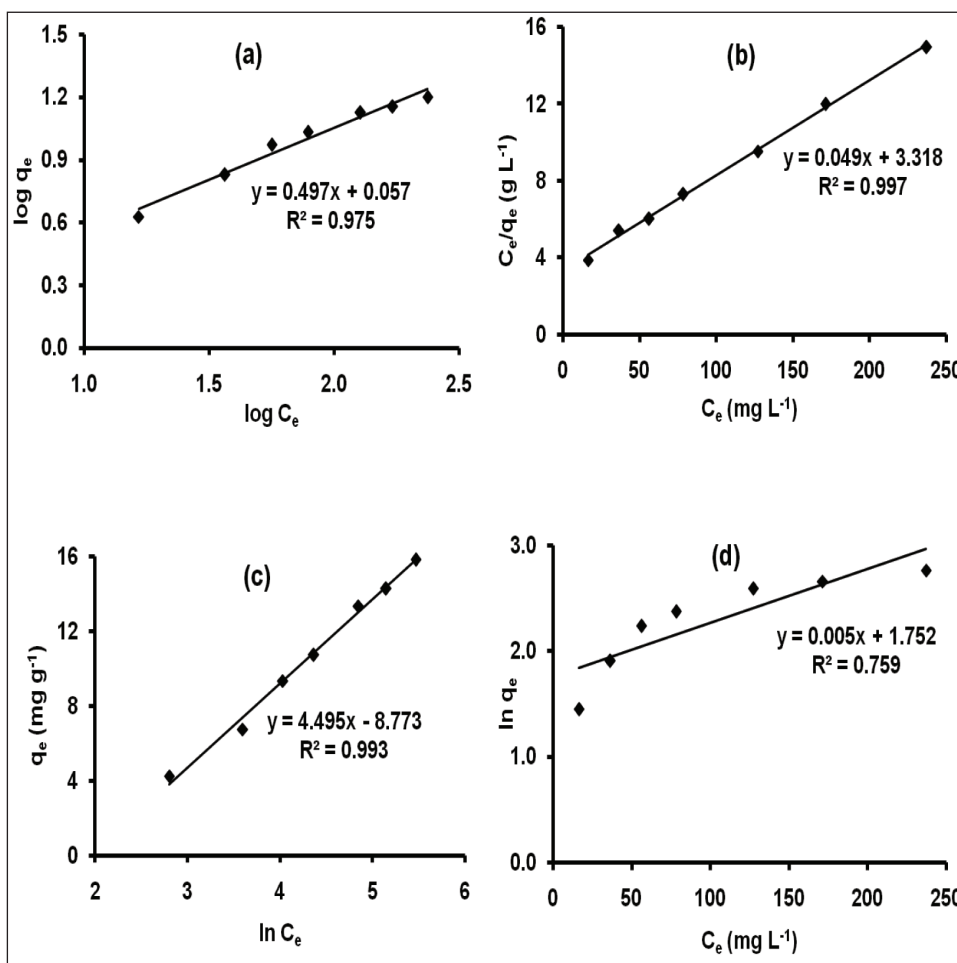 (a)
log qₑ
1.5
1.2
0.9
0.6
0.3
0.0
y = 0.497x + 0.057
R² = 0.975
1.0 1.5 2.0 2.5
log Cₑ
(b)
Cₑ/qₑ (g L⁻¹)
16
12
8
4
0
y = 0.049x + 3.318
R² = 0.997
0 50 100 150 200 250
Cₑ (mg L⁻¹)
(c)
qₑ (mg g⁻¹)
16
12
8
4
0
y = 4.495x - 8.773
R² = 0.993
2 3 4 5 6
ln Cₑ
(d)
ln qₑ
3.0
2.0
1.0
0.0
y = 0.005x + 1.752
R² = 0.759
0 50 100 150 200 250
Cₑ (mg L⁻¹)